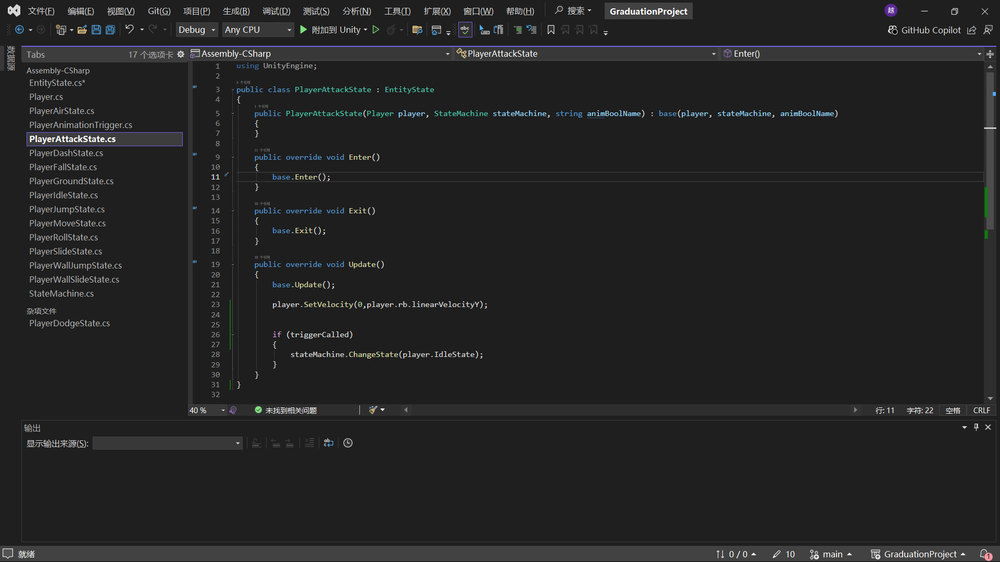 文件(F) 编辑(E) 视图(V) Git(G) 项目(P) 生成(B) 调试(D) 测试(S) 分析(N) 工具(T) 扩展(X) 窗口(W) 帮助(H) 搜索 GraduationProject 越
Debug Any CPU 附加到 Unity abc GitHub Copilot
数据源
Tabs 17 个选项卡
Assembly-CSharp
EntityState.cs*
Player.cs
PlayerAirState.cs
PlayerAnimationTrigger.cs
PlayerAttackState.cs
PlayerDashState.cs
PlayerFallState.cs
PlayerGroundState.cs
PlayerIdleState.cs
PlayerJumpState.cs
PlayerMoveState.cs
PlayerRollState.cs
PlayerSlideState.cs
PlayerWallJumpState.cs
PlayerWallSlideState.cs
StateMachine.cs
杂项文件
PlayerDodgeState.cs
Assembly-CSharp PlayerAttackState Enter()
1 using UnityEngine;
2
3 个引用
3 public class PlayerAttackState : EntityState
4 {
1 个引用
5 public PlayerAttackState(Player player, StateMachine stateMachine, string animBoolName) : base(player, stateMachine, animBoolName)
6 {
7 }
8
11 个引用
9 public override void Enter()
10 {
11 base.Enter();
12 }
13
10 个引用
14 public override void Exit()
15 {
16 base.Exit();
17 }
18
10 个引用
19 public override void Update()
20 {
21 base.Update();
22
23 player.SetVelocity(0,player.rb.linearVelocityY);
24
25
26 if (triggerCalled)
27 {
28 stateMachine.ChangeState(player.IdleState);
29 }
30 }
31 }
32
40 % 未找到相关问题 行: 11 字符: 22 空格 CRLF
输出
显示输出来源(S):
就绪 0 / 0 10 main GraduationProject 1